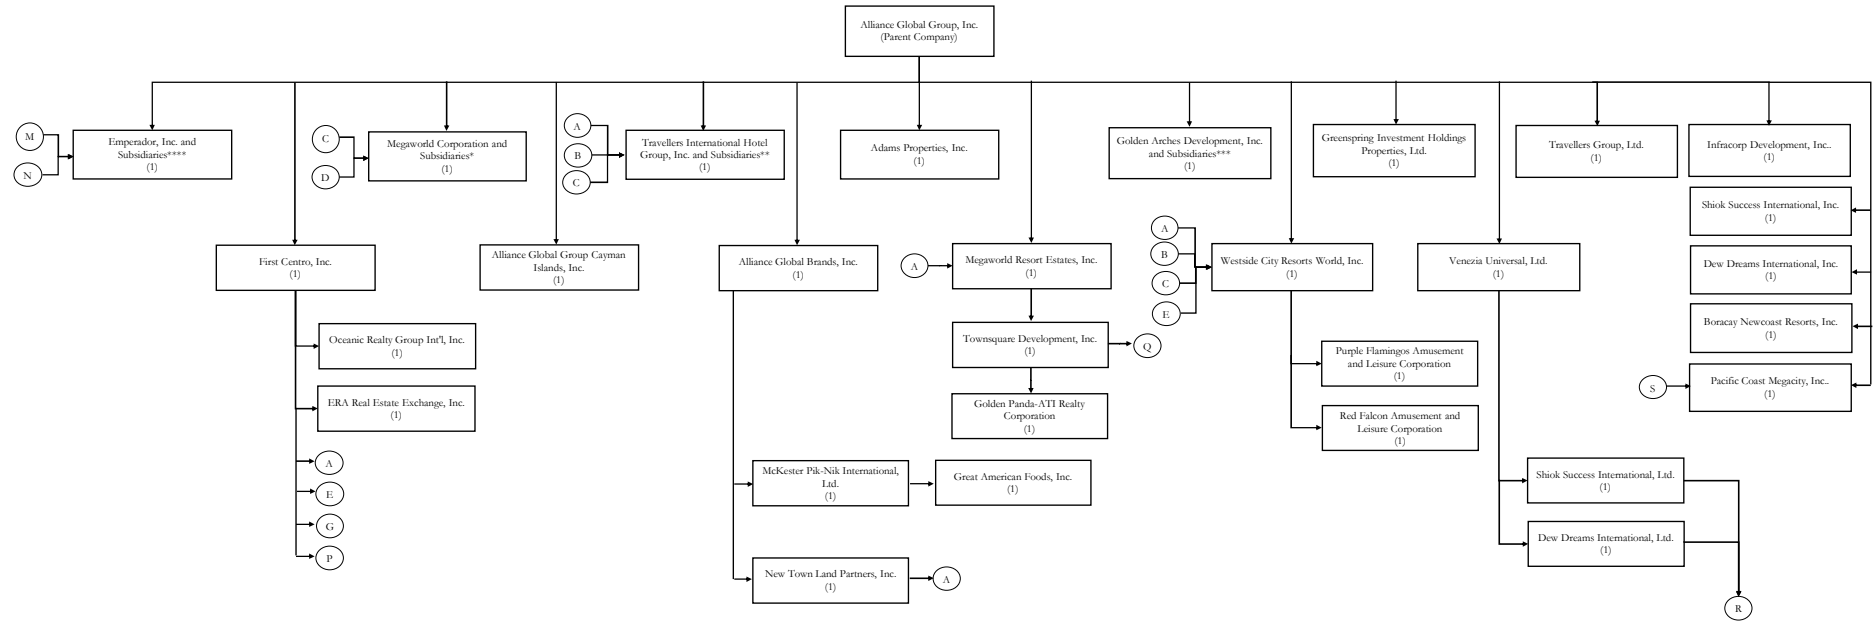 Alliance Global Group, Inc.
(Parent Company)
M
N
Emperador, Inc. and
Subsidiaries****
(1)
C
D
Megaworld Corporation and
Subsidiaries*
(1)
A
B
C
Travellers International Hotel
Group, Inc. and Subsidiaries**
(1)
Adams Properties, Inc.
(1)
Golden Arches Development, Inc.
and Subsidiaries***
(1)
Greenspring Investment Holdings
Properties, Ltd.
(1)
Travellers Group, Ltd.
(1)
Infracorp Development, Inc..
(1)
Shiok Success International, Inc.
(1)
Dew Dreams International, Inc.
(1)
Boracay Newcoast Resorts, Inc.
(1)
S
Pacific Coast Megacity, Inc..
(1)
First Centro, Inc.
(1)
Alliance Global Group Cayman
Islands, Inc.
(1)
Alliance Global Brands, Inc.
(1)
A
Megaworld Resort Estates, Inc.
(1)
A
B
C
E
Westside City Resorts World, Inc.
(1)
Venezia Universal, Ltd.
(1)
Oceanic Realty Group Int'l, Inc.
(1)
ERA Real Estate Exchange, Inc.
(1)
A
E
G
P
Townsquare Development, Inc.
(1)
Q
Golden Panda-ATI Realty
Corporation
(1)
Purple Flamingos Amusement
and Leisure Corporation
(1)
Red Falcon Amusement and
Leisure Corporation
(1)
McKester Pik-Nik International,
Ltd.
(1)
Great American Foods, Inc.
(1)
New Town Land Partners, Inc.
(1)
A
Shiok Success International, Ltd.
(1)
Dew Dreams International, Ltd.
(1)
R